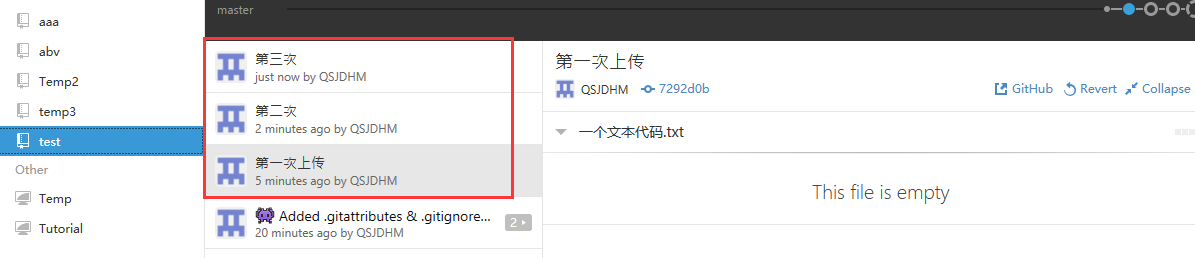 aaa
abv
Temp2
temp3
test
Other
Temp
Tutorial
master
第三次
just now by QSJDHM
第二次
2 minutes ago by QSJDHM
第一次上传
5 minutes ago by QSJDHM
Added .gitattributes & .gitignore...
2
20 minutes ago by QSJDHM
第一次上传
QSJDHM 7292d0b GitHub Revert Collapse
一个文本代码.txt
This file is empty